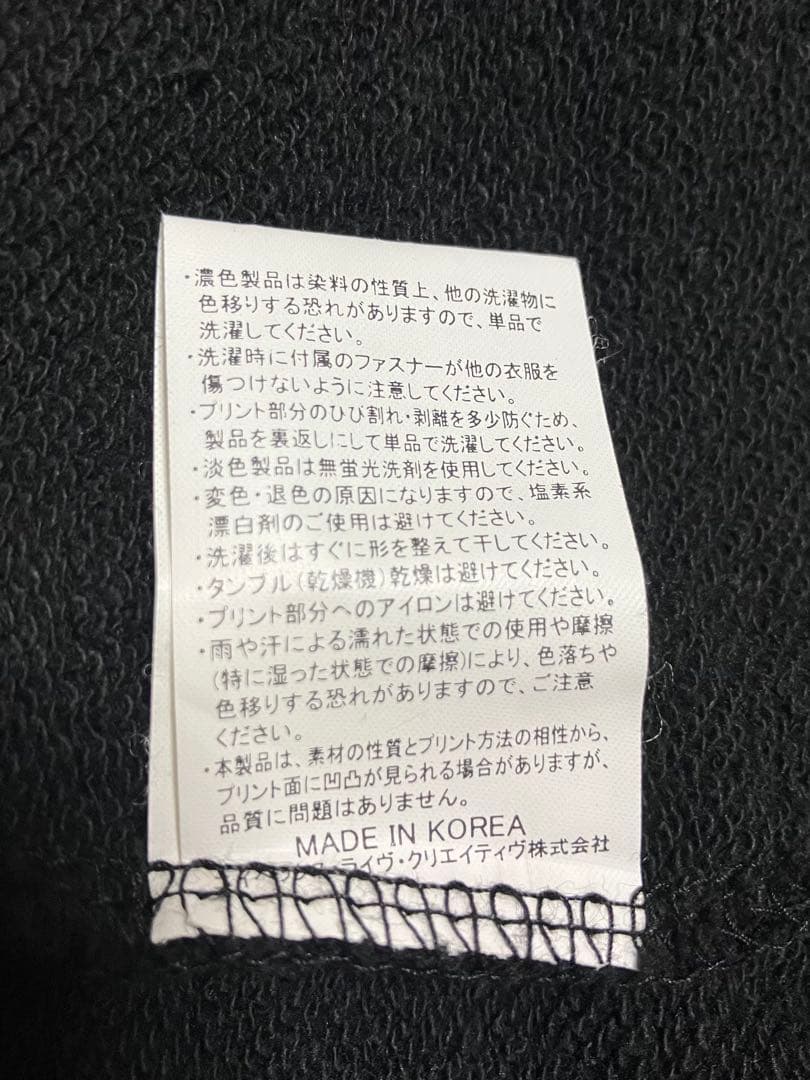 ・濃色製品は染料の性質上、他の洗濯物に
色移りする恐れがありますので、単品で
洗濯してください。
・洗濯時に付属のファスナーが他の衣服を
傷つけないように注意してください。
・プリント部分のひび割れ・剥離を多少防ぐため、
製品を裏返しにして単品で洗濯してください。
・淡色製品は無蛍光洗剤を使用してください。
・変色・退色の原因になりますので、塩素系
漂白剤のご使用は避けてください。
・洗濯後はすぐに形を整えて干してください。
・タンブル(乾燥機)乾燥は避けてください。
・プリント部分へのアイロンは避けてください。
・雨や汗による濡れた状態での使用や摩擦
(特に湿った状態での摩擦)により、色落ちや
色移りする恐れがありますので、ご注意
ください。
・本製品は、素材の性質とプリント方法の相性から、
プリント面に凹凸が見られる場合がありますが、
品質に問題はありません。
MADE IN KOREA
ライヴ・クリエイティヴ株式会社